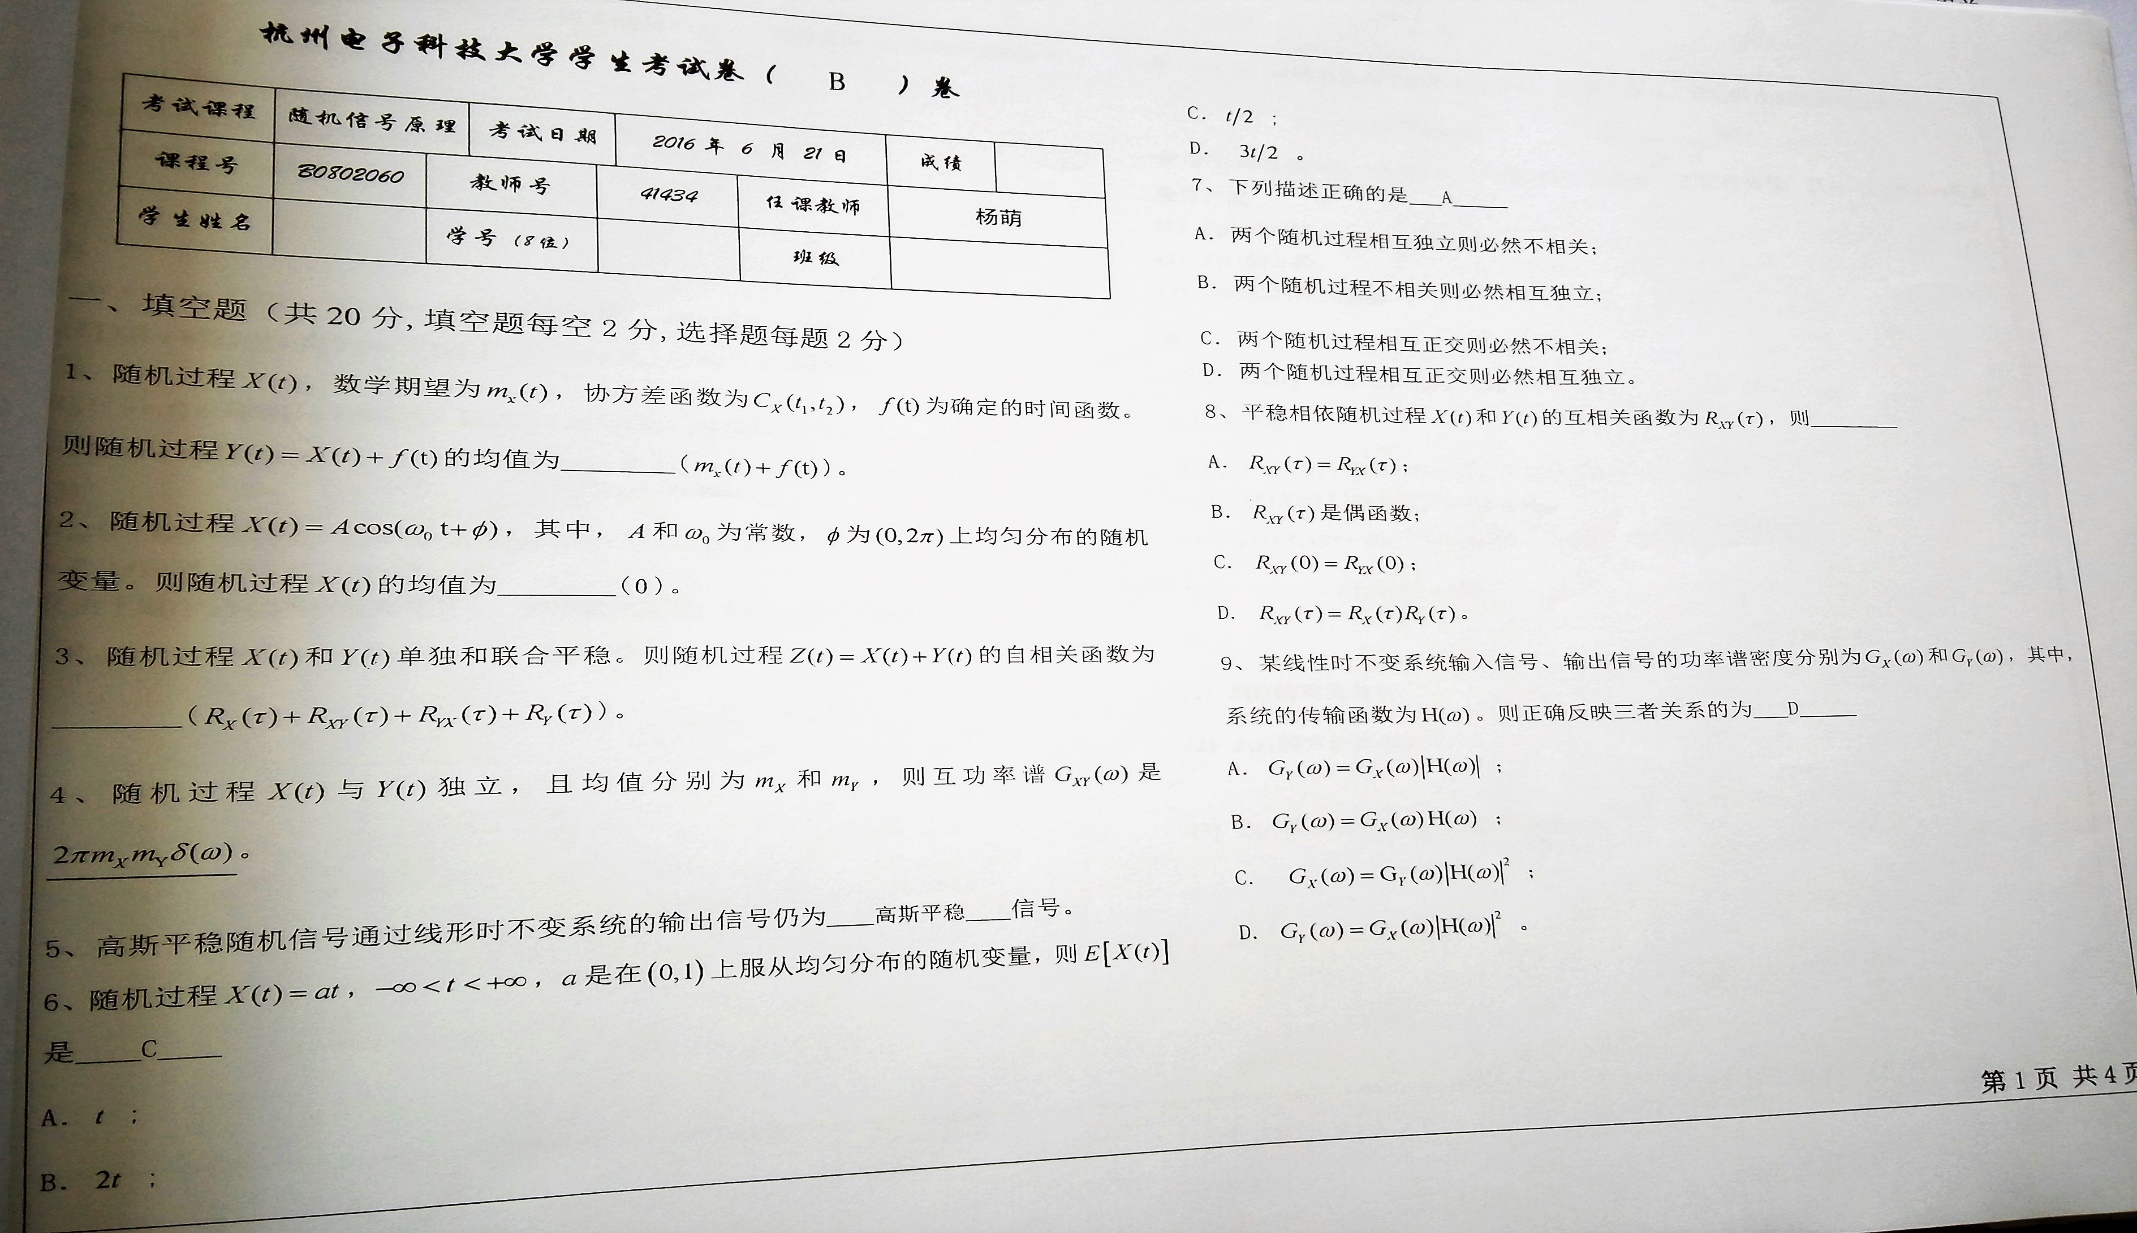 杭州电子科技大学学生考试卷（ B ）卷
考试课程 随机信号原理 考试日期 2016 年 6 月 21 日 成绩
课程号 B0802060 教师号 41434 任课教师 杨萌
学生姓名 学号（8位） 班级
一、填空题（共 20 分,填空题每空 2 分,选择题每题 2 分）
1、随机过程 X(t)，数学期望为 mₓ(t)，协方差函数为 C_X(t₁,t₂)，f(t) 为确定的时间函数。
则随机过程 Y(t) = X(t) + f(t) 的均值为________（mₓ(t) + f(t)）。
2、随机过程 X(t) = A cos(ω₀ t+ φ)，其中，A 和 ω₀ 为常数，φ 为 (0,2π) 上均匀分布的随机
变量。则随机过程 X(t) 的均值为________（0）。
3、随机过程 X(t) 和 Y(t) 单独和联合平稳。则随机过程 Z(t) = X(t)+Y(t) 的自相关函数为
________（R_X(τ) + R_XY(τ) + R_YX(τ) + R_Y(τ)）。
4、随机过程 X(t) 与 Y(t) 独立，且均值分别为 m_X 和 m_Y，则互功率谱 G_XY(ω) 是
2πm_X m_Y δ(ω)。
5、高斯平稳随机信号通过线形时不变系统的输出信号仍为___高斯平稳___信号。
6、随机过程 X(t) = at，−∞ < t < +∞，a 是在 (0,1) 上服从均匀分布的随机变量，则 E[X(t)]
是____C____
A. t ；
B. 2t ；
C. t/2 ；
D. 3t/2 。
7、下列描述正确的是__A____
A. 两个随机过程相互独立则必然不相关；
B. 两个随机过程不相关则必然相互独立；
C. 两个随机过程相互正交则必然不相关；
D. 两个随机过程相互正交则必然相互独立。
8、平稳相依随机过程 X(t) 和 Y(t) 的互相关函数为 R_XY(τ)，则________
A. R_XY(τ) = R_YX(τ)；
B. R_XY(τ) 是偶函数；
C. R_XY(0) = R_YX(0)；
D. R_XY(τ) = R_X(τ)R_Y(τ)。
9、某线性时不变系统输入信号、输出信号的功率谱密度分别为 G_X(ω) 和 G_Y(ω)，其中，
系统的传输函数为 H(ω)。则正确反映三者关系的为__D____
A. G_Y(ω) = G_X(ω)|H(ω)| ；
B. G_Y(ω) = G_X(ω)H(ω) ；
C. G_X(ω) = G_Y(ω)|H(ω)|² ；
D. G_Y(ω) = G_X(ω)|H(ω)|² 。
第 1 页 共 4 页